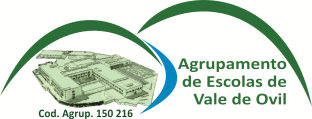 Agrupamento
de Escolas de
Vale de Ovil
Cod. Agrup. 150 216